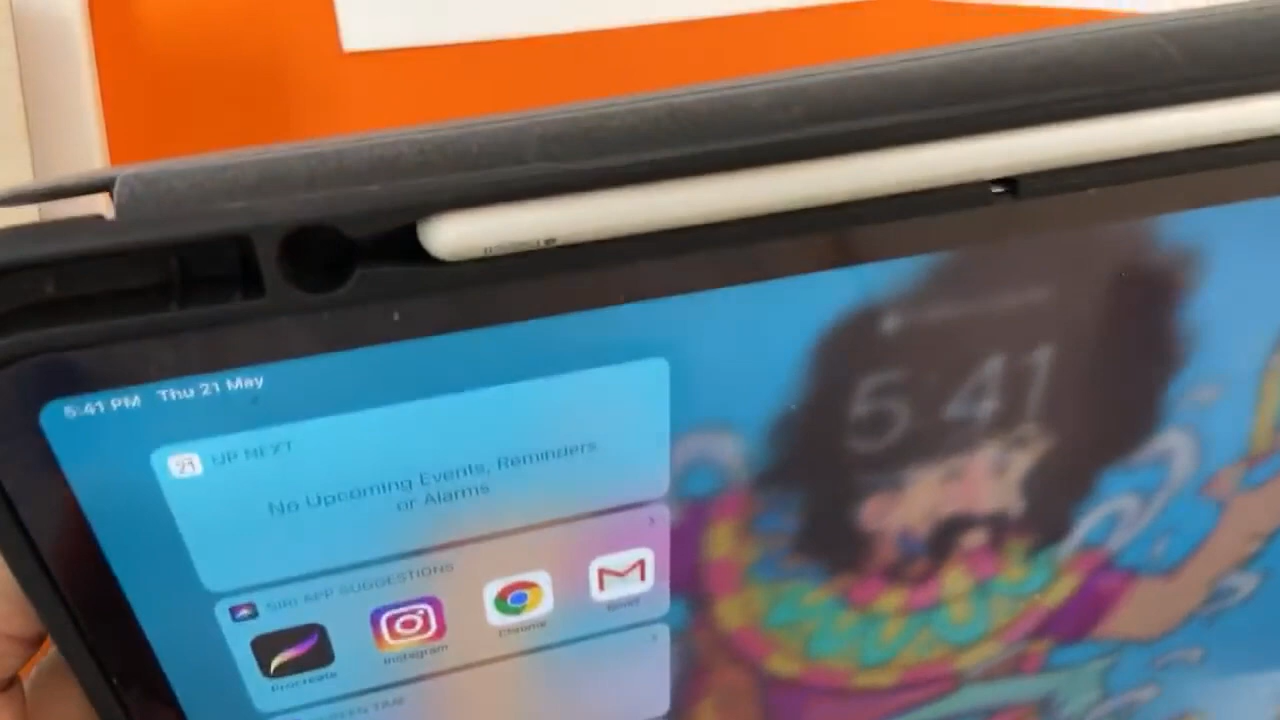 5:41 PM Thu 21 May
5 41
21 UP NEXT
No Upcoming Events, Reminders
or Alarms
SIRI APP SUGGESTIONS
Procreate Instagram Chrome Gmail